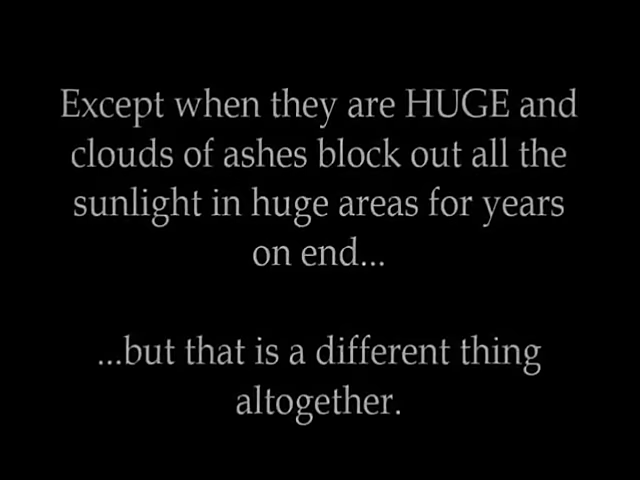 Except when they are HUGE and
clouds of ashes block out all the
sunlight in huge areas for years
on end...
...but that is a different thing
altogether.